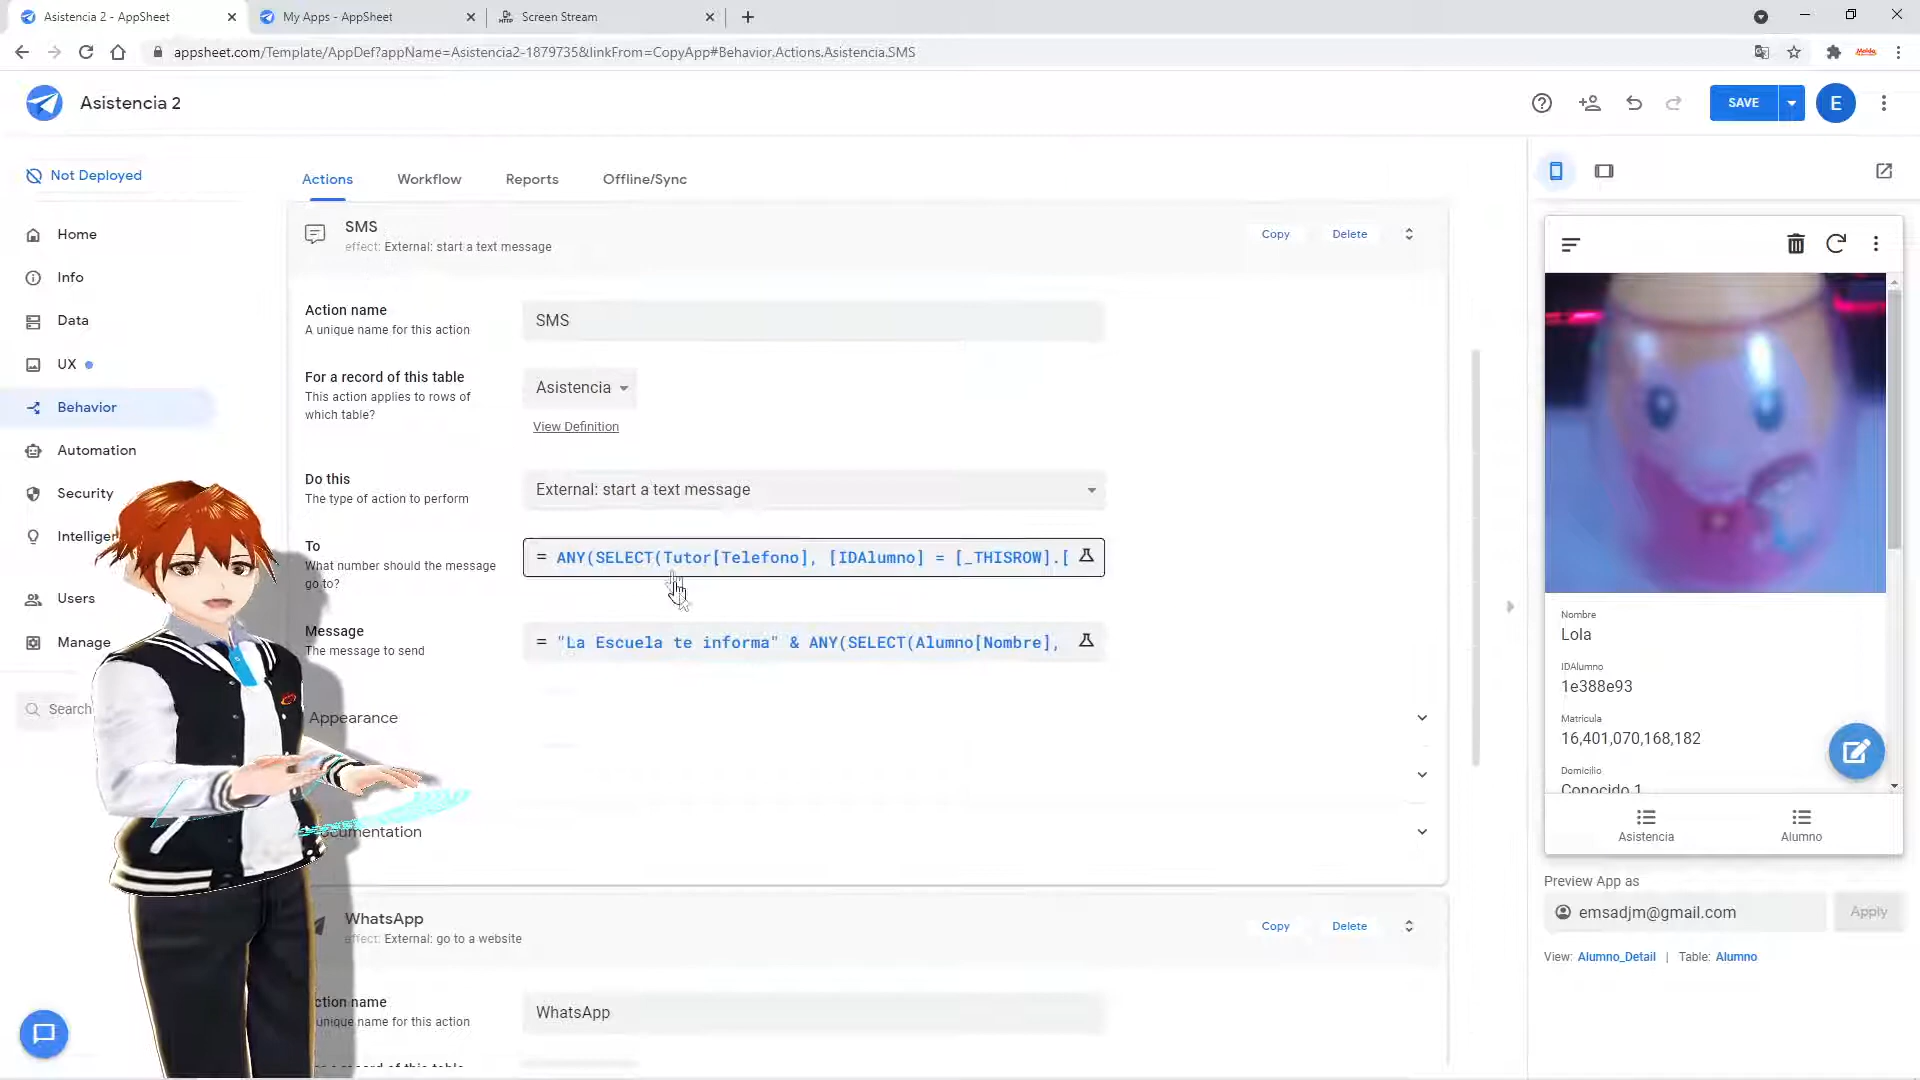 Asistencia 2 - AppSheet
My Apps - AppSheet
Screen Stream
appsheet.com/Template/AppDef?appName=Asistencia2-1879735&linkFrom=CopyApp#Behavior.Actions.Asistencia.SMS
Asistencia 2
SAVE
E
Not Deployed
Home
Info
Data
UX
Behavior
Automation
Security
Intelliger
Users
Manage
Search
Actions
Workflow
Reports
Offline/Sync
SMS
effect: External: start a text message
Copy
Delete
Action name
A unique name for this action
SMS
For a record of this table
This action applies to rows of
which table?
Asistencia
View Definition
Do this
The type of action to perform
External: start a text message
To
What number should the message
go to?
= ANY(SELECT(Tutor[Telefono], [IDAlumno] = [_THISROW].[
Message
The message to send
= "La Escuela te informa" & ANY(SELECT(Alumno[Nombre],
Appearance
cumentation
WhatsApp
effect: External: go to a website
Copy
Delete
ction name
unique name for this action
WhatsApp
Nombre
Lola
IDAlumno
1e388e93
Matricula
16,401,070,168,182
Domicilio
Conocido 1
Asistencia
Alumno
Preview App as
emsadjm@gmail.com
Apply
View: Alumno_Detail | Table: Alumno